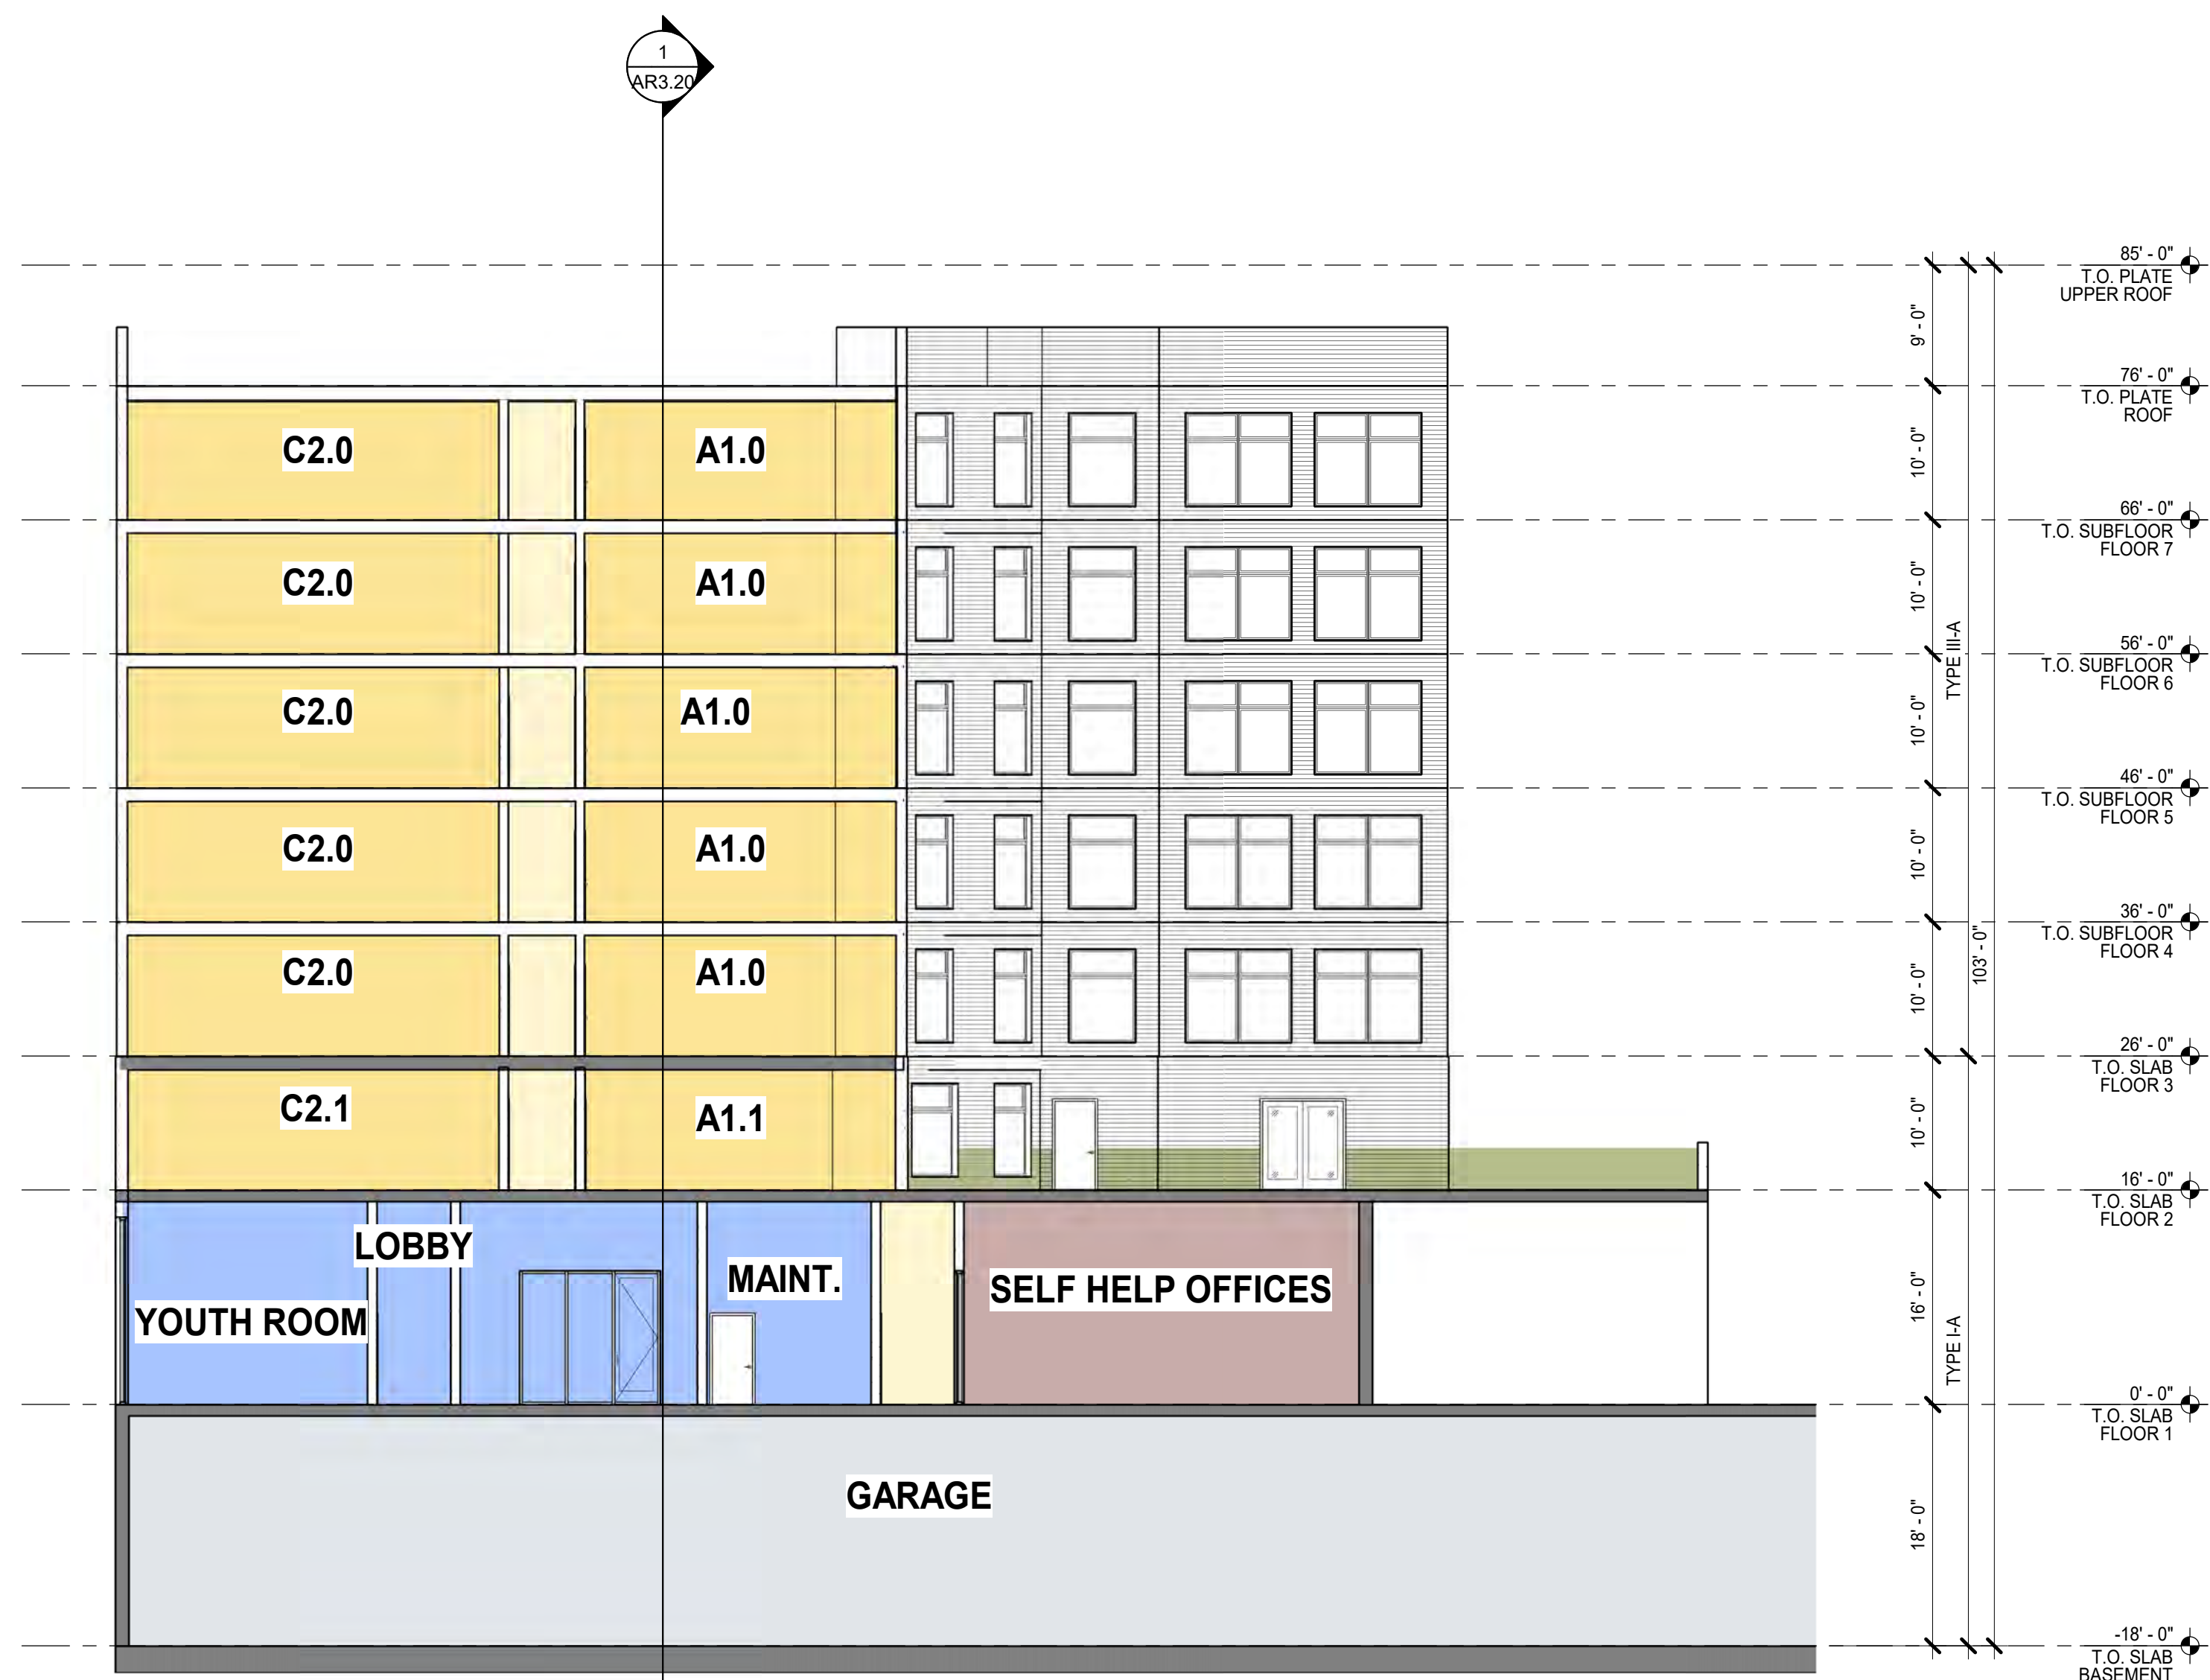 1
AR3.20
85' - 0"
T.O. PLATE
UPPER ROOF
9' - 0"
76' - 0"
T.O. PLATE
ROOF
C2.0
A1.0
10' - 0"
66' - 0"
T.O. SUBFLOOR
FLOOR 7
C2.0
A1.0
10' - 0"
TYPE III-A
56' - 0"
T.O. SUBFLOOR
FLOOR 6
C2.0
A1.0
10' - 0"
46' - 0"
T.O. SUBFLOOR
FLOOR 5
C2.0
A1.0
10' - 0"
36' - 0"
T.O. SUBFLOOR
FLOOR 4
C2.0
A1.0
10' - 0"
103' - 0"
26' - 0"
T.O. SLAB
FLOOR 3
C2.1
A1.1
10' - 0"
16' - 0"
T.O. SLAB
FLOOR 2
LOBBY
MAINT.
SELF HELP OFFICES
YOUTH ROOM
16' - 0"
TYPE I-A
0' - 0"
T.O. SLAB
FLOOR 1
GARAGE
18' - 0"
-18' - 0"
T.O. SLAB
BASEMENT